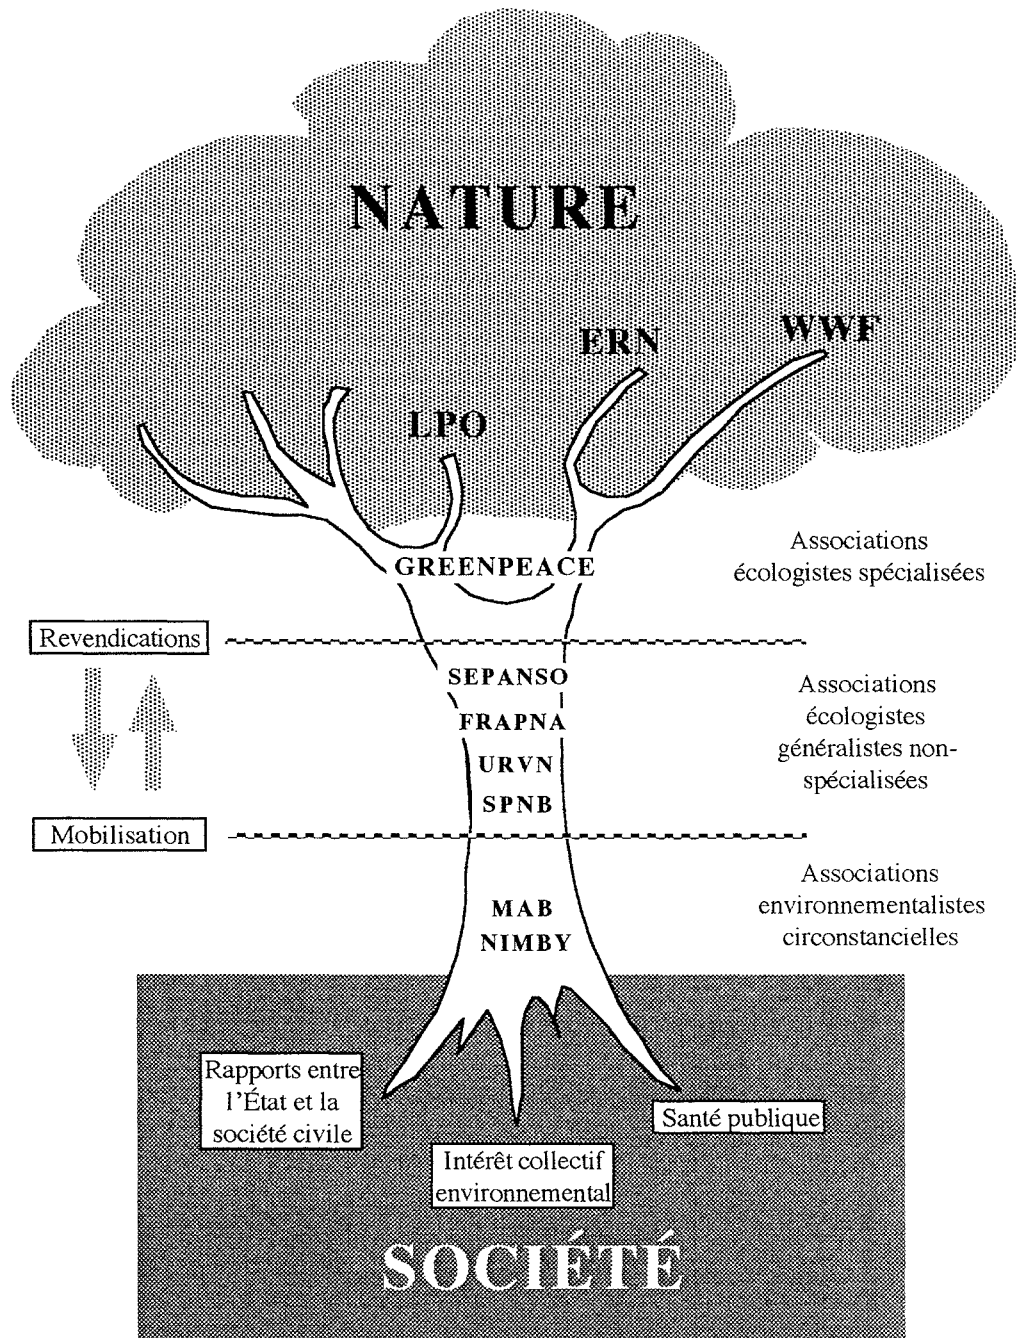 NATURE
ERN
WWF
LPO
GREENPEACE
Associations
écologistes spécialisées
Revendications
SEPANSO
FRAPNA
URVN
SPNB
Associations
écologistes
généralistes non-
spécialisées
Mobilisation
MAB
NIMBY
Associations
environnementalistes
circonstancielles
Rapports entre
l'État et la
société civile
Intérêt collectif
environnemental
Santé publique
SOCIÉTÉ